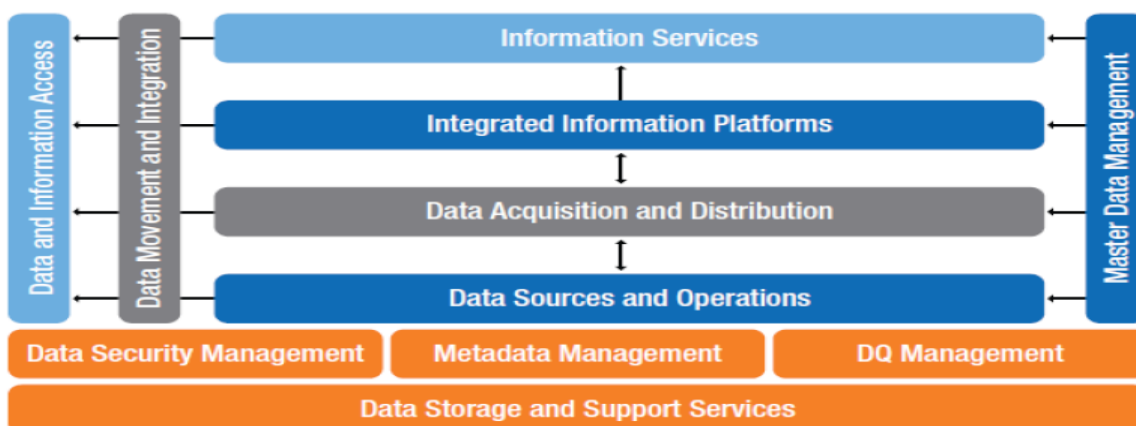 Data and Information Access
Data Movement and Integration
Information Services
Integrated Information Platforms
Data Acquisition and Distribution
Data Sources and Operations
Master Data Management
Data Security Management
Metadata Management
DQ Management
Data Storage and Support Services